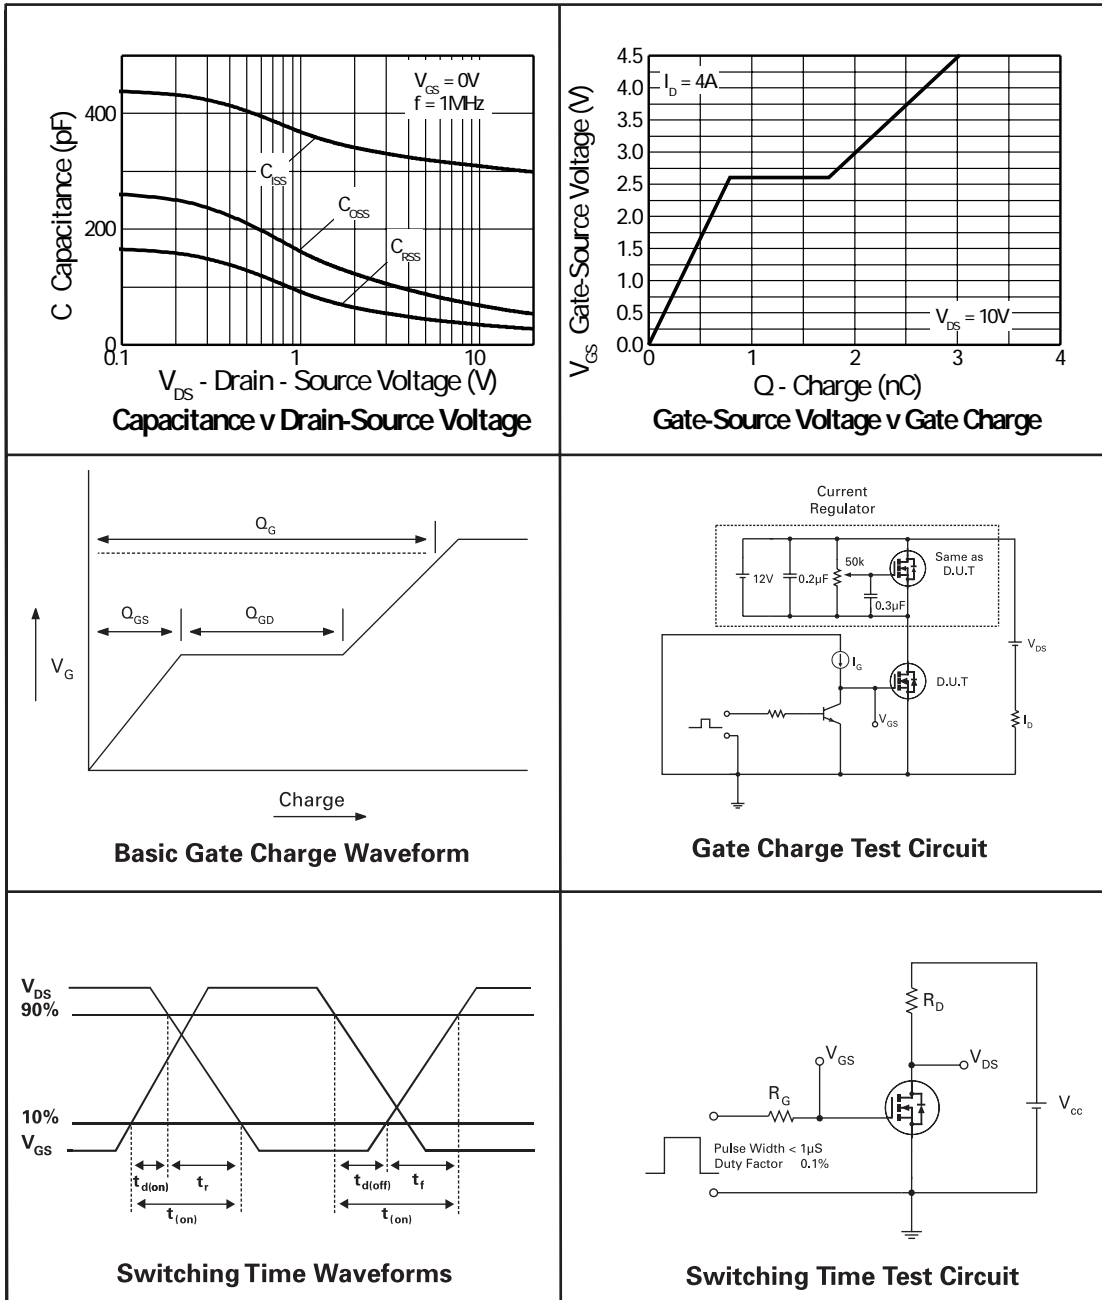 V_GS = 0V
f = 1MHz
400
200
0
C_ISS
C_OSS
C_RSS
C Capacitance (pF)
0.1 1 10
V_DS - Drain - Source Voltage (V)
Capacitance v Drain-Source Voltage
4.5
4.0
3.5
3.0
2.5
2.0
1.5
1.0
0.5
0.0
I_D = 4A
V_DS = 10V
V_GS Gate-Source Voltage (V)
0 1 2 3 4
Q - Charge (nC)
Gate-Source Voltage v Gate Charge
Q_G
Q_GS
Q_GD
V_G
Charge
Basic Gate Charge Waveform
Current
Regulator
12V
0.2µF
50k
0.3µF
Same as
D.U.T
I_G
V_DS
D.U.T
V_GS
I_D
Gate Charge Test Circuit
V_DS
90%
10%
V_GS
t_d(on)
t_r
t_d(off)
t_f
t_(on)
t_(on)
Switching Time Waveforms
R_D
V_GS
V_DS
R_G
V_cc
Pulse Width < 1µS
Duty Factor 0.1%
Switching Time Test Circuit